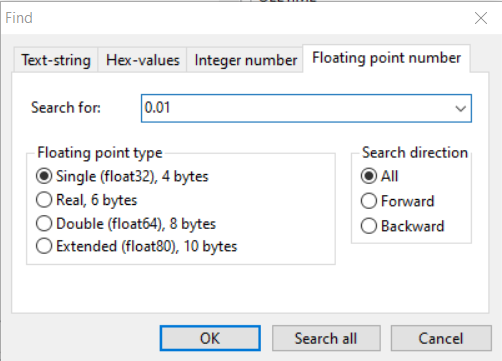 Find
Text-string Hex-values Integer number Floating point number
Search for: 0.01
Floating point type Search direction
Single (float32), 4 bytes All
Real, 6 bytes Forward
Double (float64), 8 bytes Backward
Extended (float80), 10 bytes
OK Search all Cancel